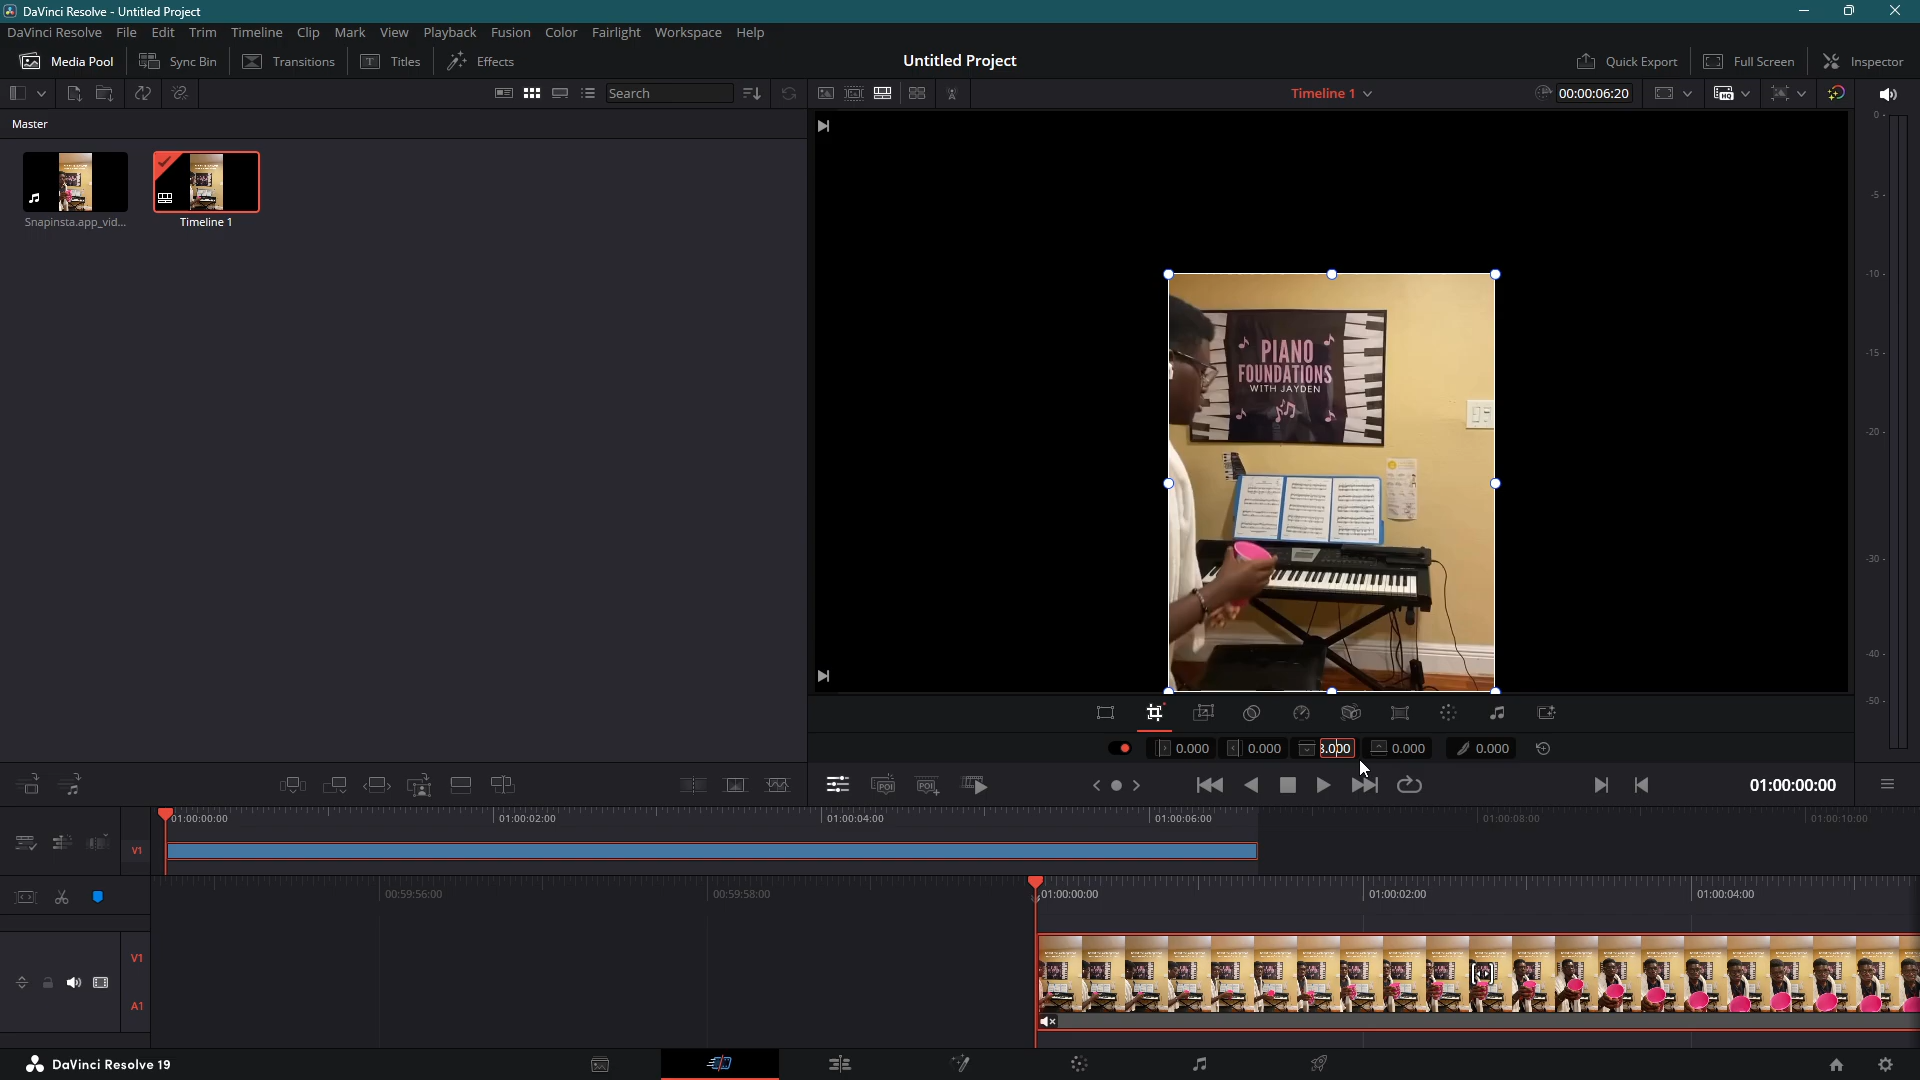 DaVinci Resolve - Untitled Project
DaVinci Resolve File Edit Trim Timeline Clip Mark View Playback Fusion Color Fairlight Workspace Help
Media Pool Sync Bin Transitions Titles Effects Untitled Project Quick Export Full Screen Inspector
Search Timeline 1 00:00:06:20 HQ
Master
Snapinsta.app_vid... Timeline 1
0
-5
-10
-15
-20
-30
-40
-50
PIANO
FOUNDATIONS
WITH JAYDEN
0.000 0.000 3.000 0.000 0.000
POI POI 01:00:00:00
01:00:00:00 01:00:02:00 01:00:04:00 01:00:06:00 01:00:08:00 01:00:10:00
V1
00:59:56:00 00:59:58:00 01:00:00:00 01:00:02:00 01:00:04:00
V1
A1
DaVinci Resolve 19